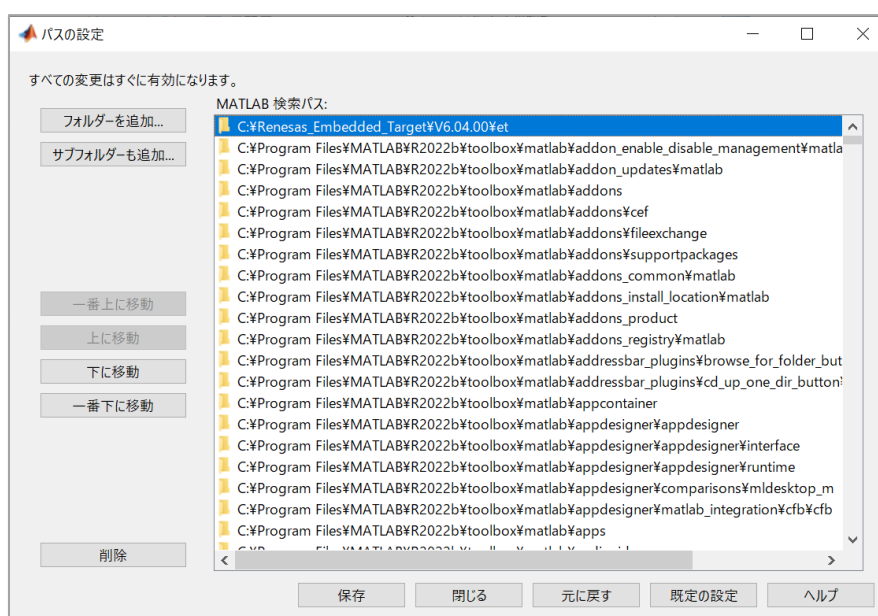 パスの設定
すべての変更はすぐに有効になります。
MATLAB 検索パス:
フォルダーを追加...
サブフォルダーも追加...
一番上に移動
上に移動
下に移動
一番下に移動
削除
C:¥Renesas_Embedded_Target¥V6.04.00¥et
C:¥Program Files¥MATLAB¥R2022b¥toolbox¥matlab¥addon_enable_disable_management¥matla
C:¥Program Files¥MATLAB¥R2022b¥toolbox¥matlab¥addon_updates¥matlab
C:¥Program Files¥MATLAB¥R2022b¥toolbox¥matlab¥addons
C:¥Program Files¥MATLAB¥R2022b¥toolbox¥matlab¥addons¥cef
C:¥Program Files¥MATLAB¥R2022b¥toolbox¥matlab¥addons¥fileexchange
C:¥Program Files¥MATLAB¥R2022b¥toolbox¥matlab¥addons¥supportpackages
C:¥Program Files¥MATLAB¥R2022b¥toolbox¥matlab¥addons_common¥matlab
C:¥Program Files¥MATLAB¥R2022b¥toolbox¥matlab¥addons_install_location¥matlab
C:¥Program Files¥MATLAB¥R2022b¥toolbox¥matlab¥addons_product
C:¥Program Files¥MATLAB¥R2022b¥toolbox¥matlab¥addons_registry¥matlab
C:¥Program Files¥MATLAB¥R2022b¥toolbox¥matlab¥addressbar_plugins¥browse_for_folder_but
C:¥Program Files¥MATLAB¥R2022b¥toolbox¥matlab¥addressbar_plugins¥cd_up_one_dir_button¥
C:¥Program Files¥MATLAB¥R2022b¥toolbox¥matlab¥appcontainer
C:¥Program Files¥MATLAB¥R2022b¥toolbox¥matlab¥appdesigner¥appdesigner
C:¥Program Files¥MATLAB¥R2022b¥toolbox¥matlab¥appdesigner¥appdesigner¥interface
C:¥Program Files¥MATLAB¥R2022b¥toolbox¥matlab¥appdesigner¥appdesigner¥runtime
C:¥Program Files¥MATLAB¥R2022b¥toolbox¥matlab¥appdesigner¥comparisons¥mldesktop_m
C:¥Program Files¥MATLAB¥R2022b¥toolbox¥matlab¥appdesigner¥matlab_integration¥cfb¥cfb
C:¥Program Files¥MATLAB¥R2022b¥toolbox¥matlab¥apps
保存
閉じる
元に戻す
既定の設定
ヘルプ